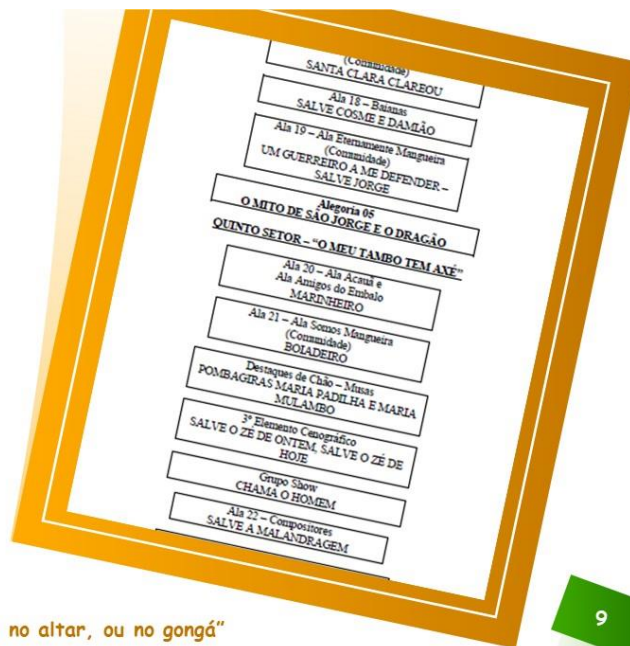 (Comunidade)
SANTA CLARA CLAREOU
Ala 18 – Baianas
SALVE COSME E DAMIÃO
Ala 19 – Ala Eternamente Mangueira
(Comunidade)
UM GUERREIRO A ME DEFENDER –
SALVE JORGE
Alegoria 05
O MITO DE SÃO JORGE E O DRAGÃO
QUINTO SETOR – "O MEU TAMBO TEM AXÉ"
Ala 20 – Ala Acauã e
Ala Amigos do Embalo
MARINHEIRO
Ala 21 – Ala Somos Mangueira
(Comunidade)
BOIADEIRO
Destaques de Chão – Musas
POMBAGIRAS MARIA PADILHA E MARIA
MULAMBO
3º Elemento Cenográfico
SALVE O ZÉ DE ONTEM, SALVE O ZÉ DE
HOJE
Grupo Show
CHAMA O HOMEM
Ala 22 – Compositores
SALVE A MALANDRAGEM
no altar, ou no gongá"
9